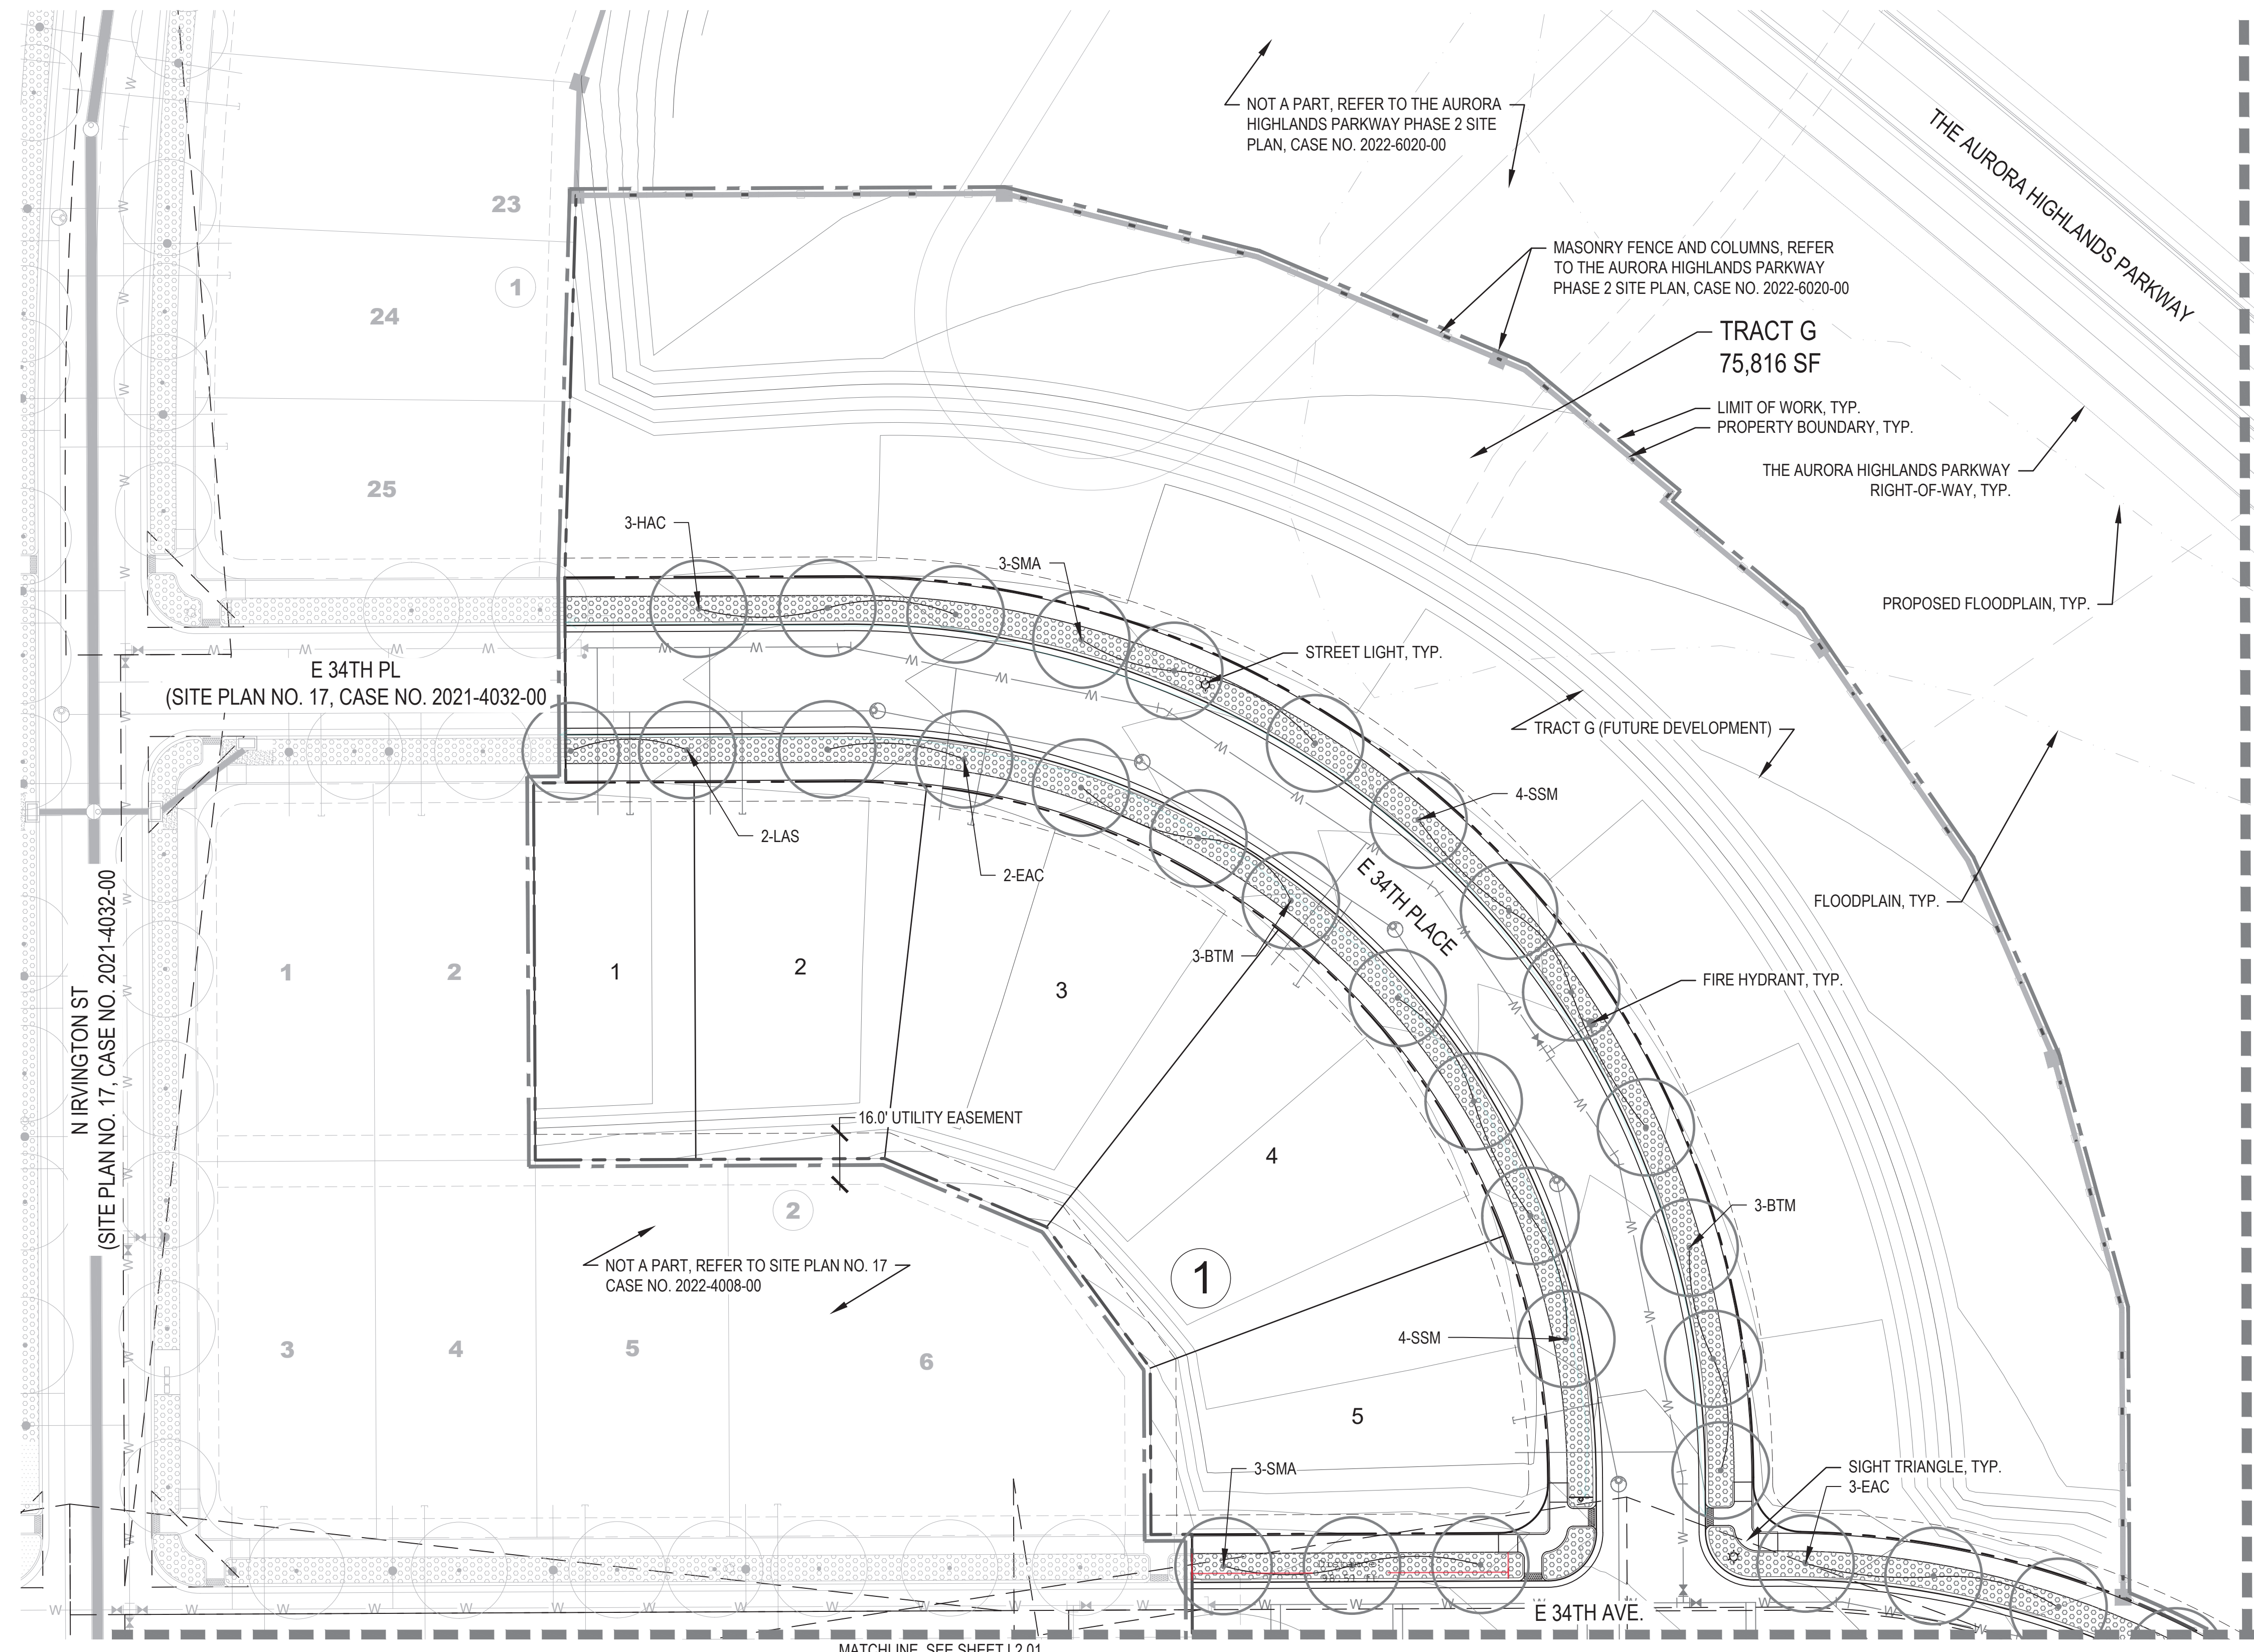 NOT A PART, REFER TO THE AURORA
HIGHLANDS PARKWAY PHASE 2 SITE
PLAN, CASE NO. 2022-6020-00
THE AURORA HIGHLANDS PARKWAY
23
1
24
25
MASONRY FENCE AND COLUMNS, REFER
TO THE AURORA HIGHLANDS PARKWAY
PHASE 2 SITE PLAN, CASE NO. 2022-6020-00
TRACT G
75,816 SF
LIMIT OF WORK, TYP.
PROPERTY BOUNDARY, TYP.
THE AURORA HIGHLANDS PARKWAY
RIGHT-OF-WAY, TYP.
PROPOSED FLOODPLAIN, TYP.
3-HAC
3-SMA
STREET LIGHT, TYP.
E 34TH PL
(SITE PLAN NO. 17, CASE NO. 2021-4032-00
TRACT G (FUTURE DEVELOPMENT)
4-SSM
2-LAS
2-EAC
E 34TH PLACE
FLOODPLAIN, TYP.
3-BTM
FIRE HYDRANT, TYP.
N IRVINGTON ST
(SITE PLAN NO. 17, CASE NO. 2021-4032-00
1
2
1
2
3
4
5
16.0' UTILITY EASEMENT
2
NOT A PART, REFER TO SITE PLAN NO. 17
CASE NO. 2022-4008-00
1
3-BTM
4-SSM
3
4
5
6
3-SMA
SIGHT TRIANGLE, TYP.
3-EAC
E 34TH AVE.
MATCHLINE, SEE SHEET L2.01